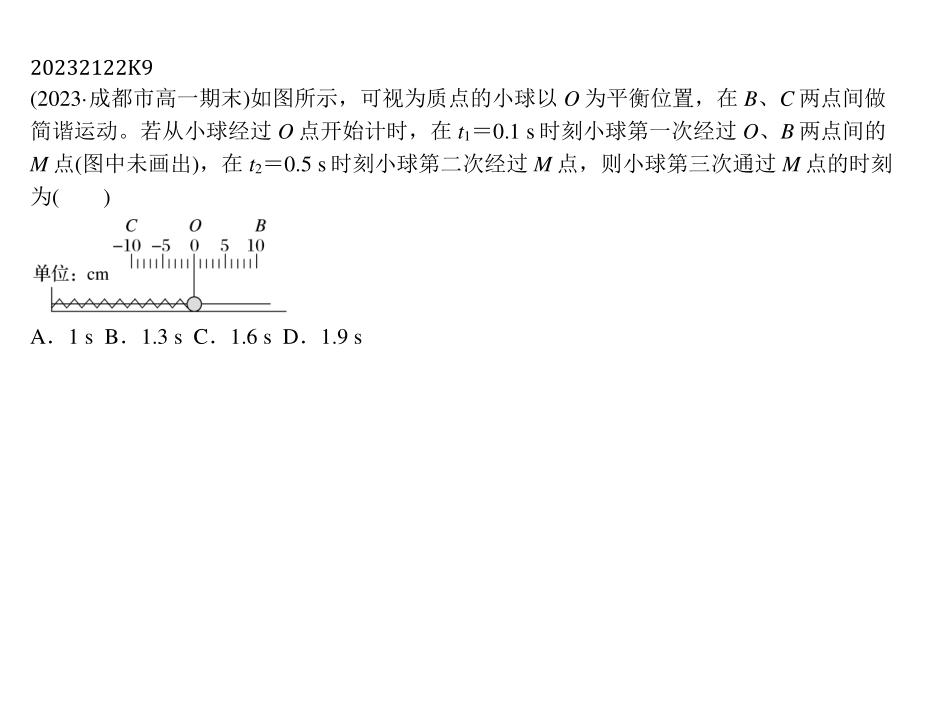 20232122K9
(2023·成都市高一期末)如图所示，可视为质点的小球以 O 为平衡位置，在 B、C 两点间做
简谐运动。若从小球经过 O 点开始计时，在 t₁＝0.1 s时刻小球第一次经过 O、B 两点间的
M 点(图中未画出)，在 t₂＝0.5 s时刻小球第二次经过 M 点，则小球第三次通过 M 点的时刻
为(　　)
C O B
−10 −5 0 5 10
单位：cm
A．1 s B．1.3 s C．1.6 s D．1.9 s